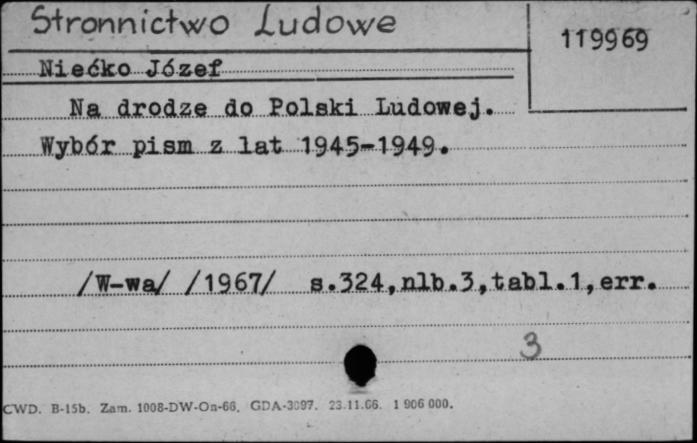 Stronnictwo Ludowe
119969
Niećko Józef
Na drodze do Polski Ludowej.
Wybór pism z lat 1945-1949.
/W-wa/ /1967/ s.324,nlb.3,tabl.1,err.
3
CWD. B-15b. Zam. 1008-DW-On-66. GDA-3097. 23.11.66. 1 906 000.